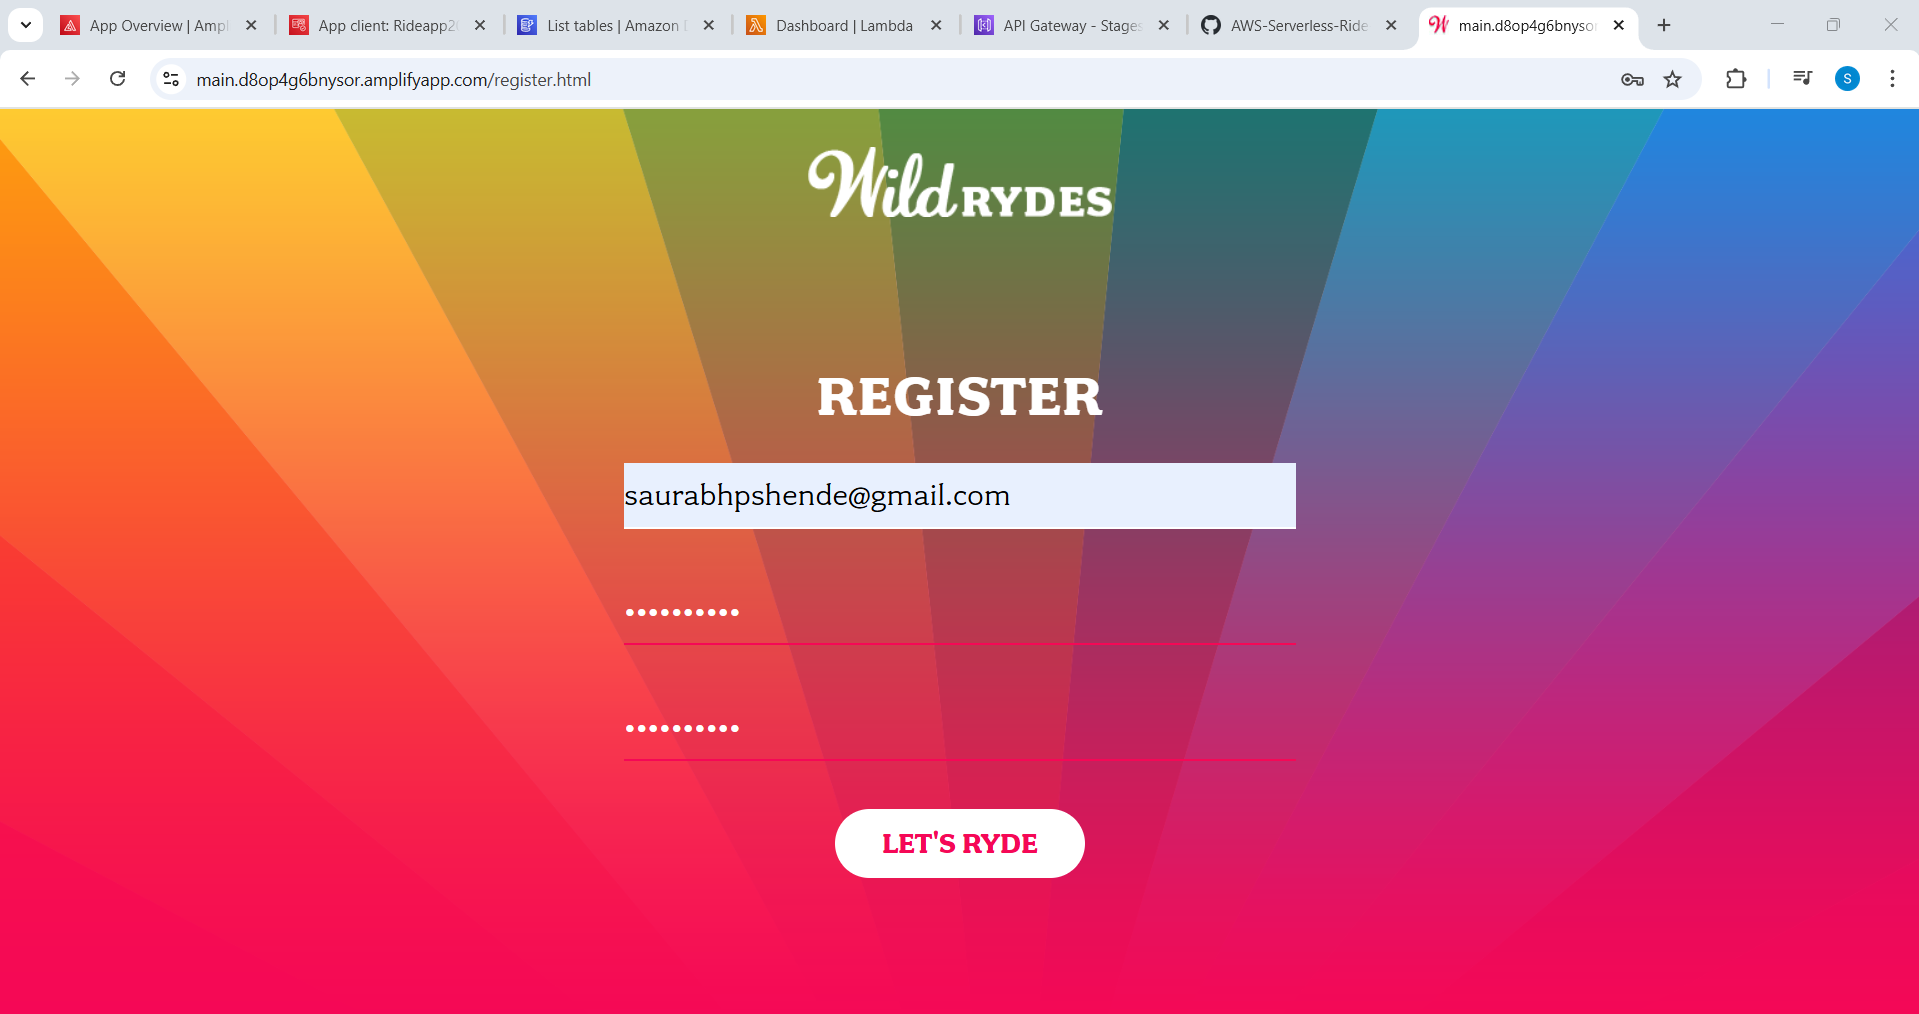 App Overview | Ampl
App client: Rideapp2
List tables | Amazon D
Dashboard | Lambda
API Gateway - Stages
AWS-Serverless-Ride
main.d8op4g6bnysor
main.d8op4g6bnysor.amplifyapp.com/register.html
S
Wild RYDES
REGISTER
saurabhpshende@gmail.com
••••••••••
••••••••••
LET'S RYDE